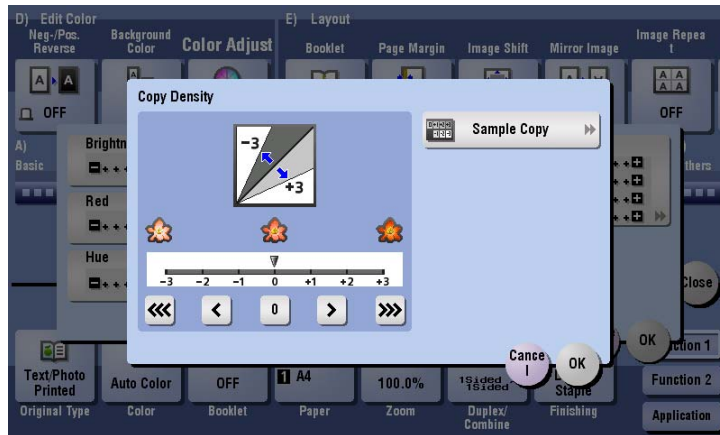 D) Edit Color
E) Layout
Neg-/Pos.
Reverse
Background
Color
Color Adjust
Booklet
Page Margin
Image Shift
Mirror Image
Image Repea
t
OFF
OFF
Copy Density
Sample Copy
-3
+3
A)
Basic
Brightn
thers
Red
Hue
-3 -2 -1 0 +1 +2 +3
0
Close
Cance
l
OK
OK
ction 1
Text/Photo
Printed
Auto Color
OFF
1 A4
100.0%
1Sided
1Sided
Staple
Function 2
Original Type
Color
Booklet
Paper
Zoom
Duplex/
Combine
Finishing
Application